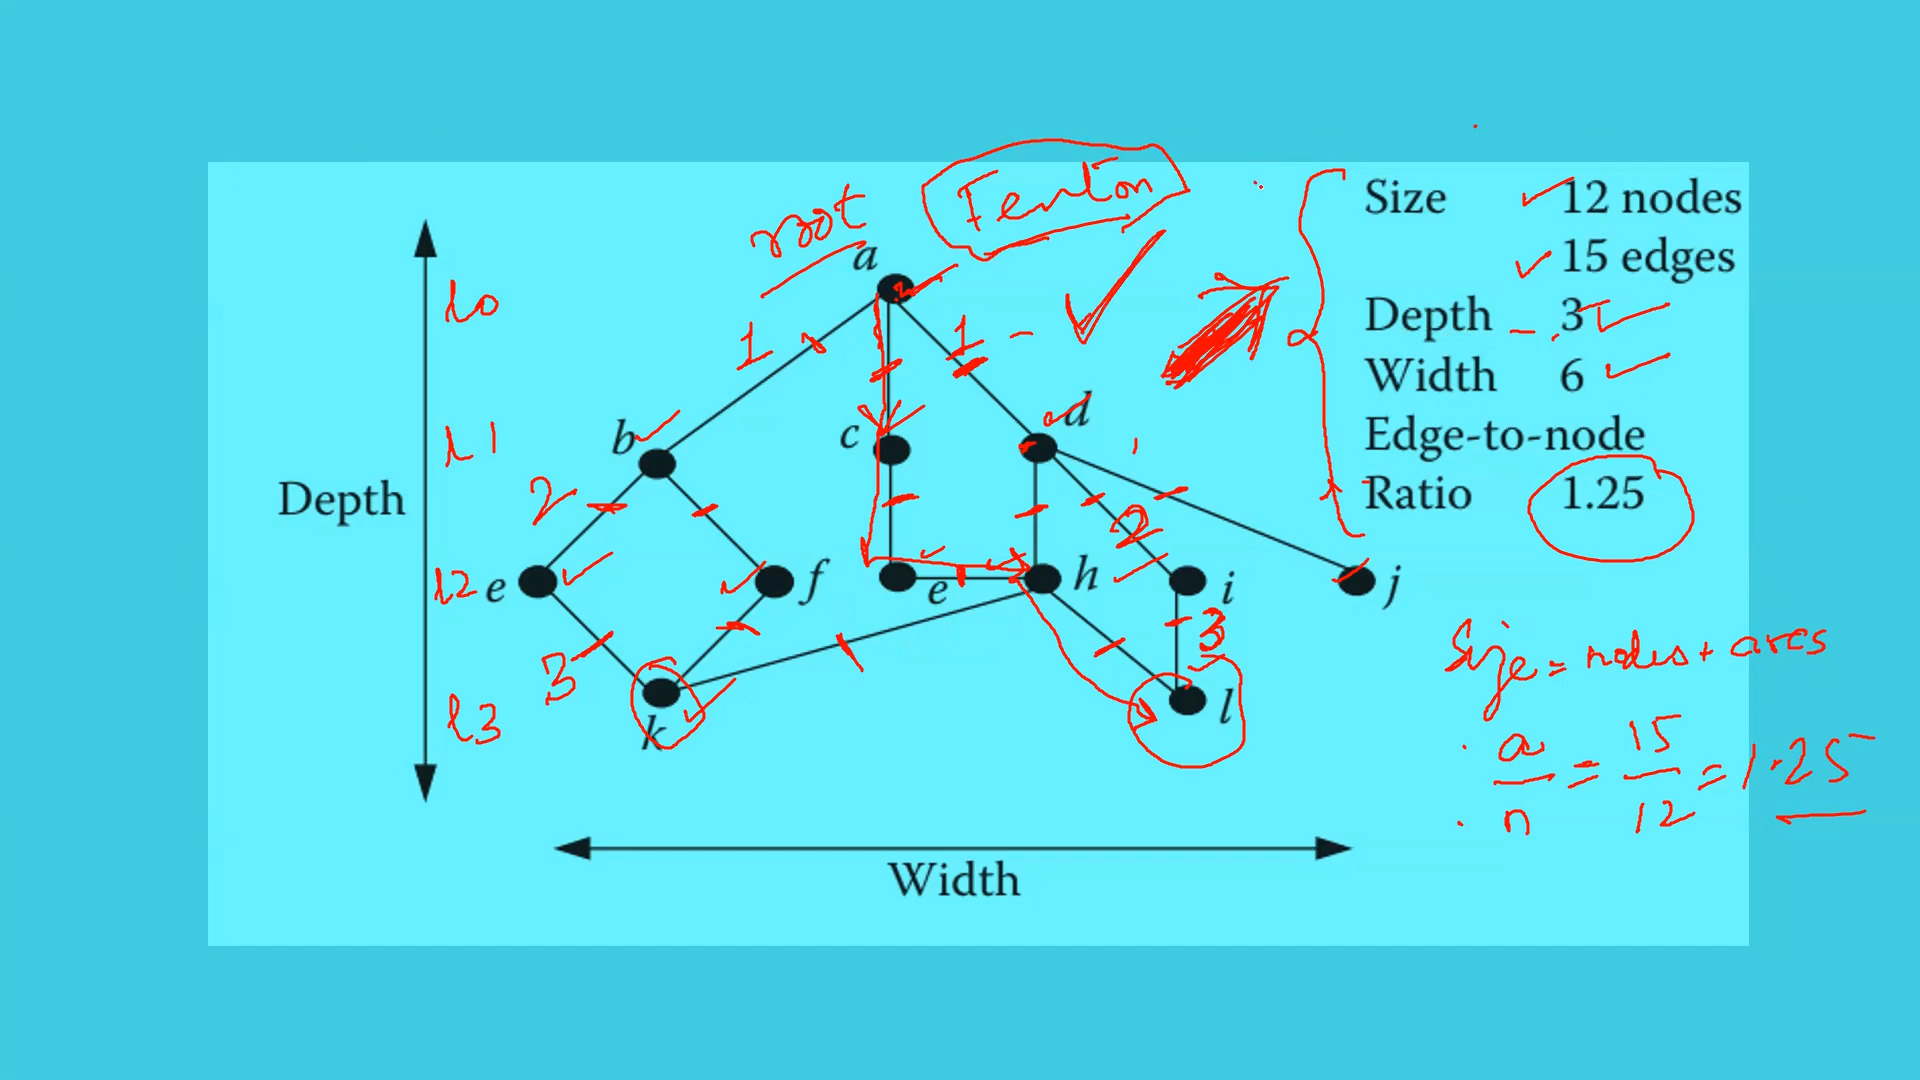 Fenton
root
a
Size 12 nodes
15 edges
Depth 3
Width 6
Edge-to-node
Ratio 1.25
l0
1
1
b
c
d
l1
Depth
2
2
l2
e
f
e
h
i
j
3
3
k
l
l3
Size = nodes + arcs
a/n = 15/12 = 1.25
Width